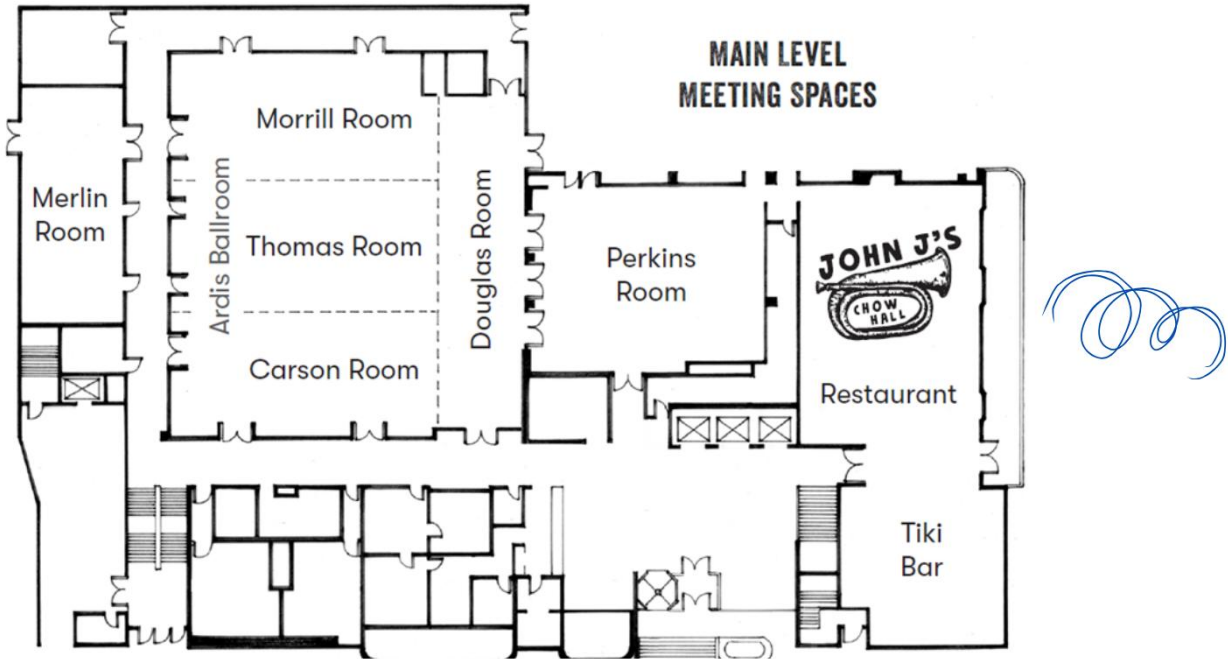 MAIN LEVEL
MEETING SPACES
Morrill Room
Merlin
Room
Ardis Ballroom
Thomas Room
Douglas Room
Perkins
Room
JOHN J'S
CHOW
HALL
Carson Room
Restaurant
Tiki
Bar